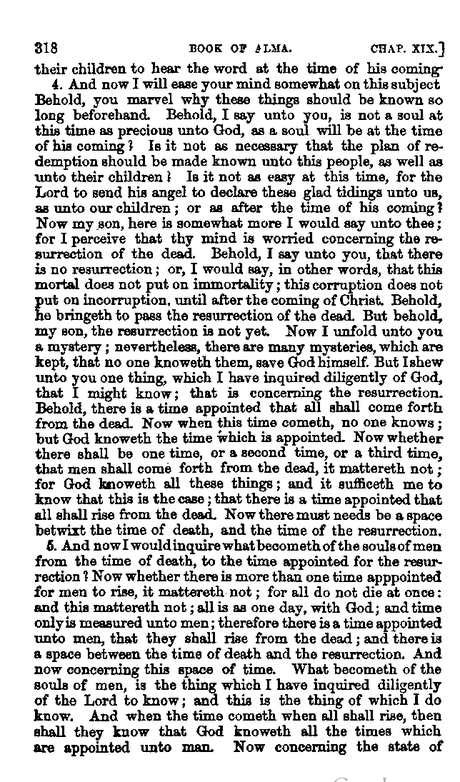 318 BOOK OF ALMA. CHAP. XIX.]
their children to hear the word at the time of his coming
4. And now I will ease your mind somewhat on this subject
Behold, you marvel why these things should be known so
long beforehand. Behold, I say unto you, is not a soul at
this time as precious unto God, as a soul will be at the time
of his coming? Is it not as necessary that the plan of re-
demption should be made known unto this people, as well as
unto their children? Is it not as easy at this time, for the
Lord to send his angel to declare these glad tidings unto us,
as unto our children; or as after the time of his coming?
Now my son, here is somewhat more I would say unto thee;
for I perceive that thy mind is worried concerning the re-
surrection of the dead. Behold, I say unto you, that there
is no resurrection; or, I would say, in other words, that this
mortal does not put on immortality; this corruption does not
put on incorruption, until after the coming of Christ. Behold,
he bringeth to pass the resurrection of the dead. But behold,
my son, the resurrection is not yet. Now I unfold unto you
a mystery; nevertheless, there are many mysteries, which are
kept, that no one knoweth them, save God himself. But I shew
unto you one thing, which I have inquired diligently of God,
that I might know; that is concerning the resurrection.
Behold, there is a time appointed that all shall come forth
from the dead. Now when this time cometh, no one knows;
but God knoweth the time which is appointed. Now whether
there shall be one time, or a second time, or a third time,
that men shall come forth from the dead, it mattereth not;
for God knoweth all these things; and it sufficeth me to
know that this is the case; that there is a time appointed that
all shall rise from the dead. Now there must needs be a space
betwixt the time of death, and the time of the resurrection.
5. And now I would inquire what becometh of the souls of men
from the time of death, to the time appointed for the resur-
rection? Now whether there is more than one time apppointed
for men to rise, it mattereth not; for all do not die at once:
and this mattereth not; all is as one day, with God; and time
only is measured unto men; therefore there is a time appointed
unto men, that they shall rise from the dead; and there is
a space between the time of death and the resurrection. And
now concerning this space of time. What becometh of the
souls of men, is the thing which I have inquired diligently
of the Lord to know; and this is the thing of which I do
know. And when the time cometh when all shall rise, then
shall they know that God knoweth all the times which
are appointed unto man. Now concerning the state of